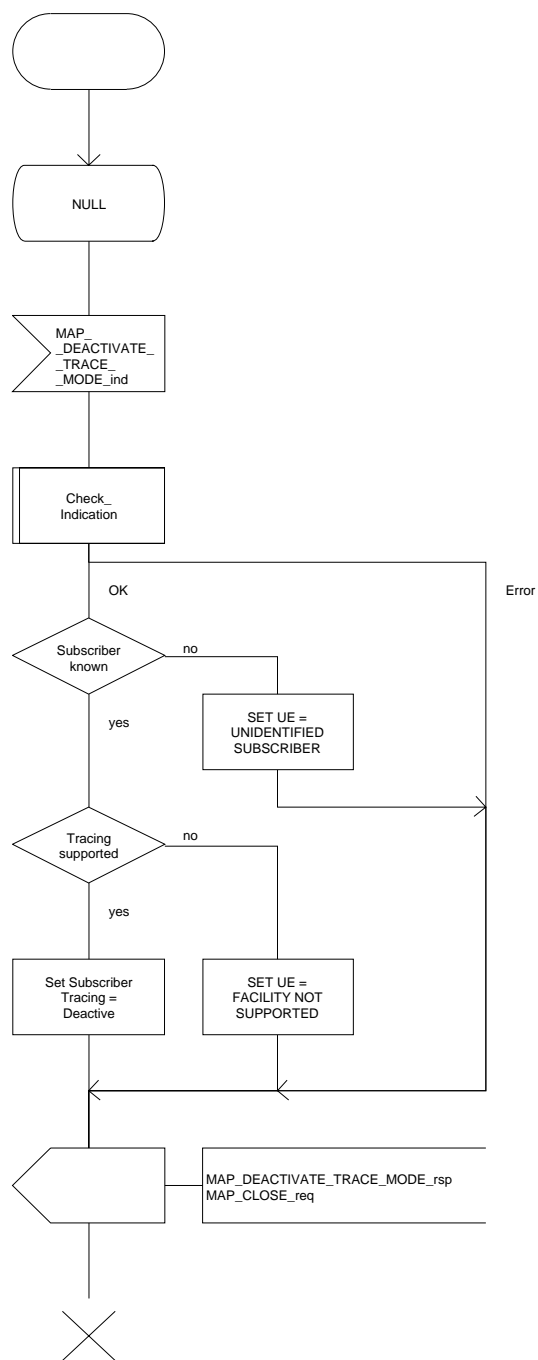 NULL
MAP_
_DEACTIVATE_
_TRACE_
_MODE_ind
Check_
Indication
OK
Error
Subscriber
known
no
yes
SET UE =
UNIDENTIFIED
SUBSCRIBER
Tracing
supported
no
yes
Set Subscriber
Tracing =
Deactive
SET UE =
FACILITY NOT
SUPPORTED
MAP_DEACTIVATE_TRACE_MODE_rsp
MAP_CLOSE_req